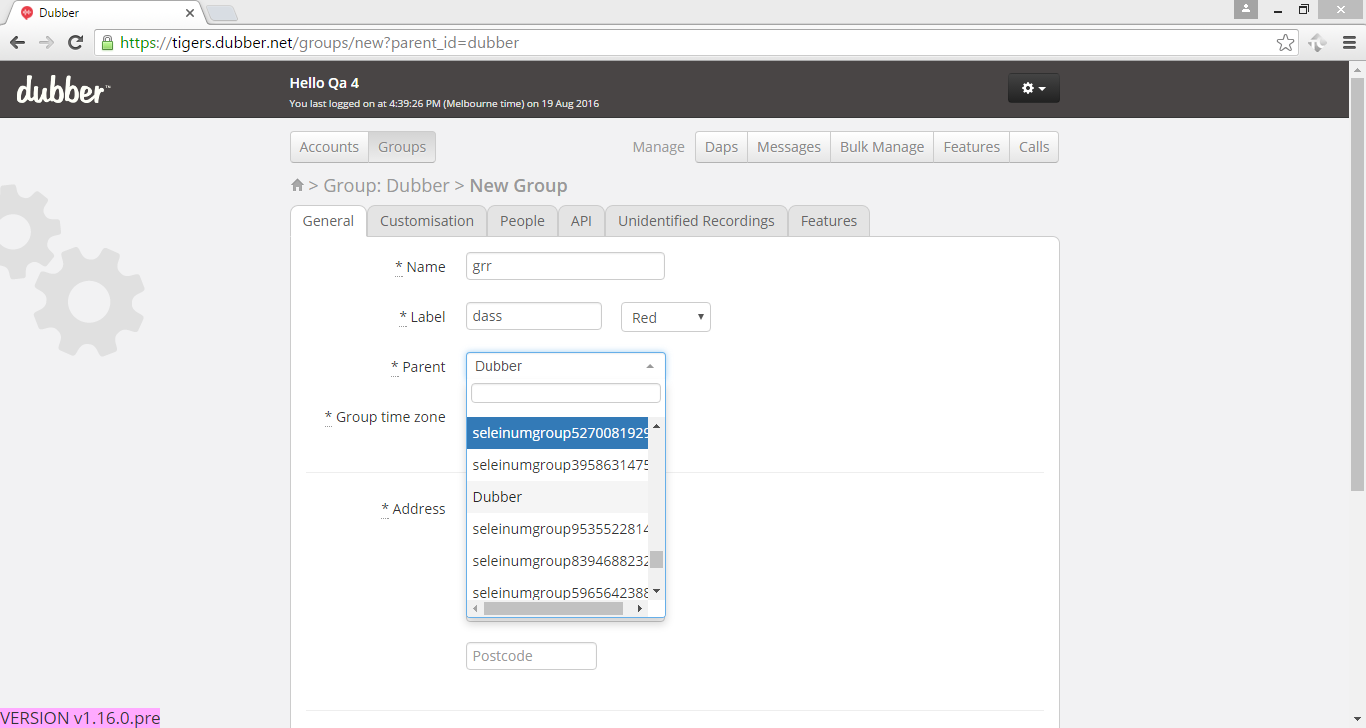 Dubber
https://tigers.dubber.net/groups/new?parent_id=dubber
dubber™
Hello Qa 4
You last logged on at 4:39:26 PM (Melbourne time) on 19 Aug 2016
Accounts Groups Manage Daps Messages Bulk Manage Features Calls
> Group: Dubber > New Group
General Customisation People API Unidentified Recordings Features
* Name grr
* Label dass Red
* Parent Dubber
* Group time zone
seleinumgroup5270081929
seleinumgroup3958631475
Dubber
* Address
seleinumgroup9535522814
seleinumgroup8394688232
seleinumgroup5965642388
Postcode
VERSION v1.16.0.pre